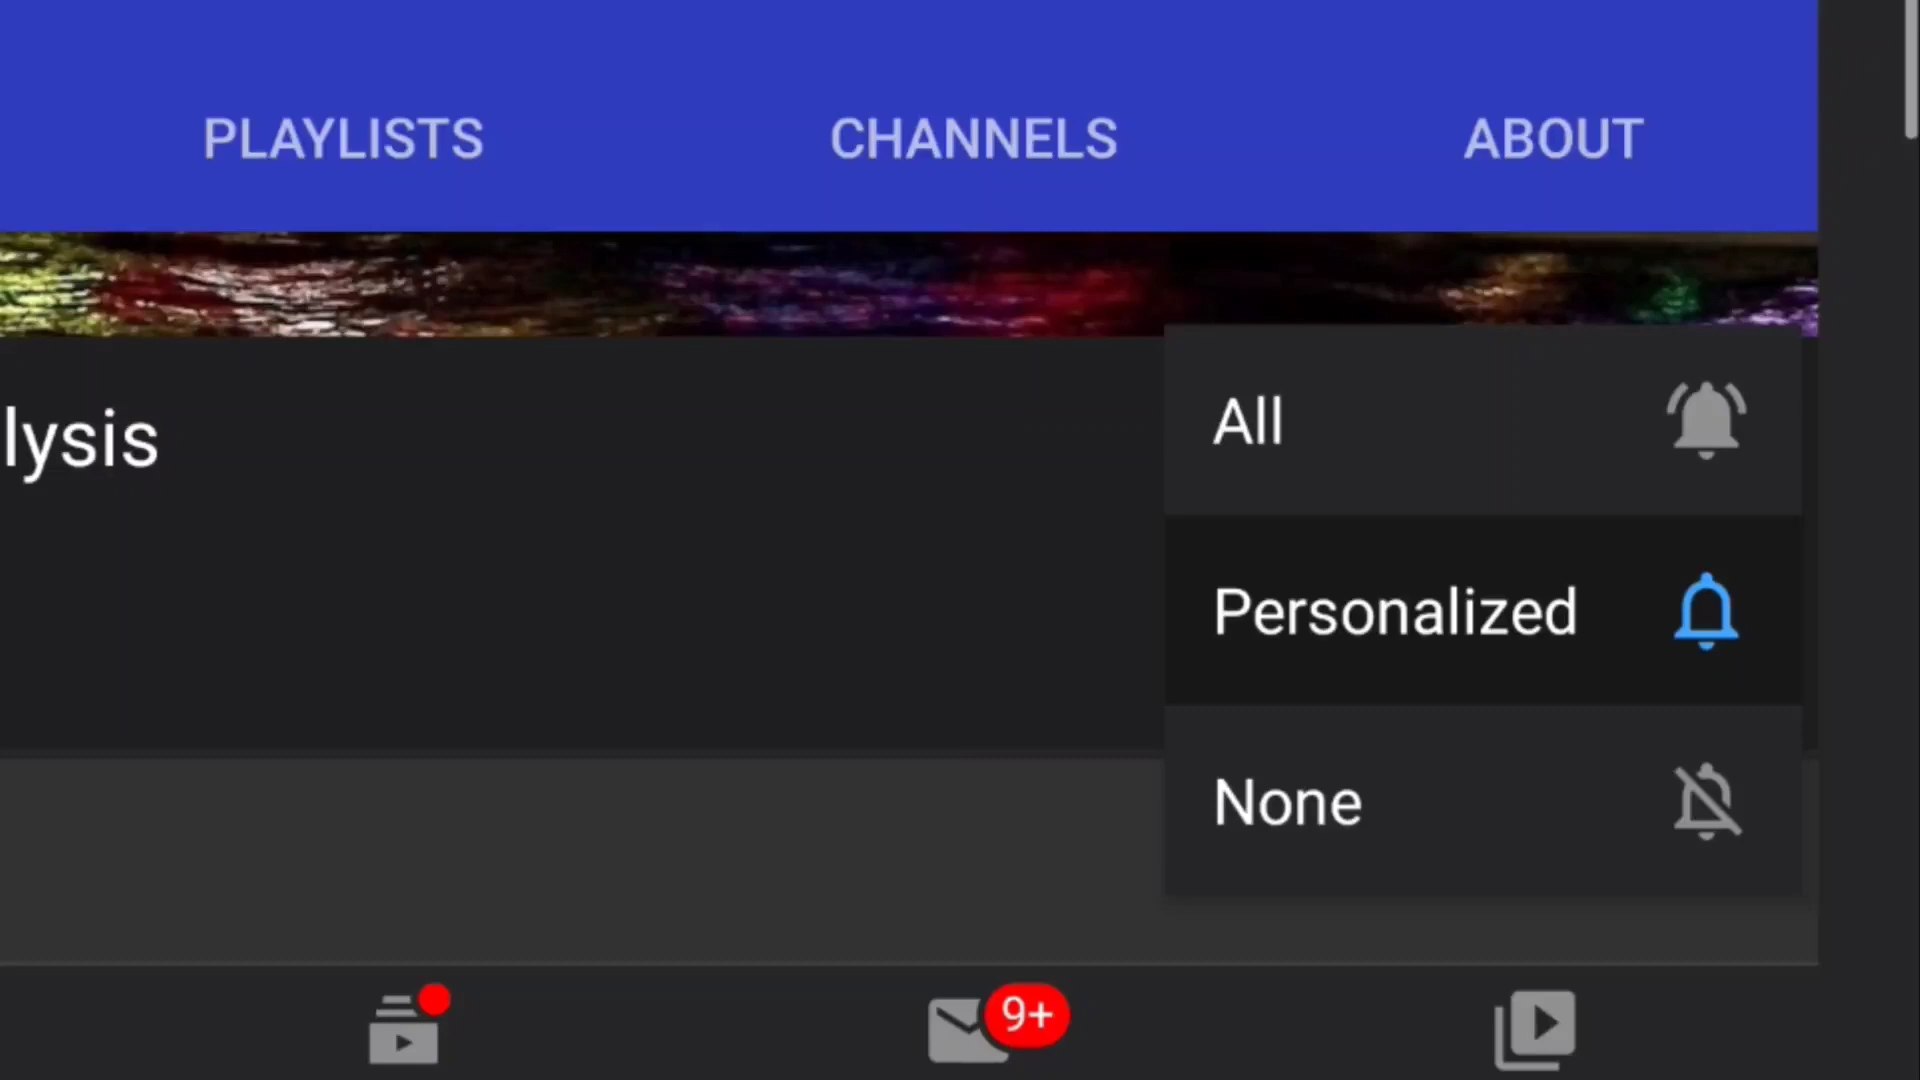 PLAYLISTS CHANNELS ABOUT
lysis
All
Personalized
None
9+